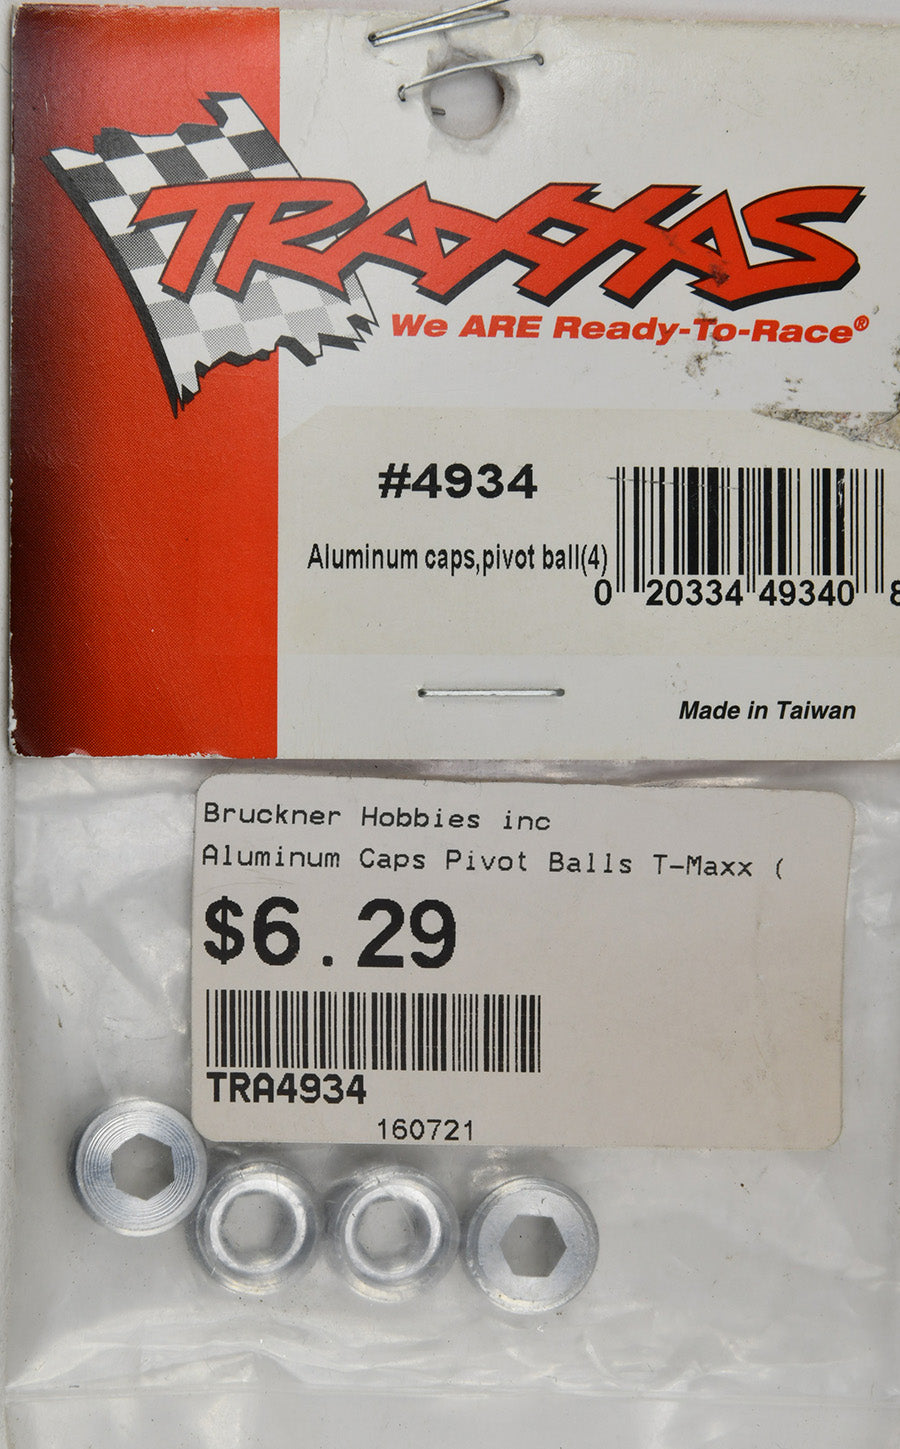 TRAXXAS
We ARE Ready-To-Race®
#4934
Aluminum caps,pivot ball(4)
0 20334 49340 8
Made in Taiwan
Bruckner Hobbies inc
Aluminum Caps Pivot Balls T-Maxx (
$6.29
TRA4934
160721